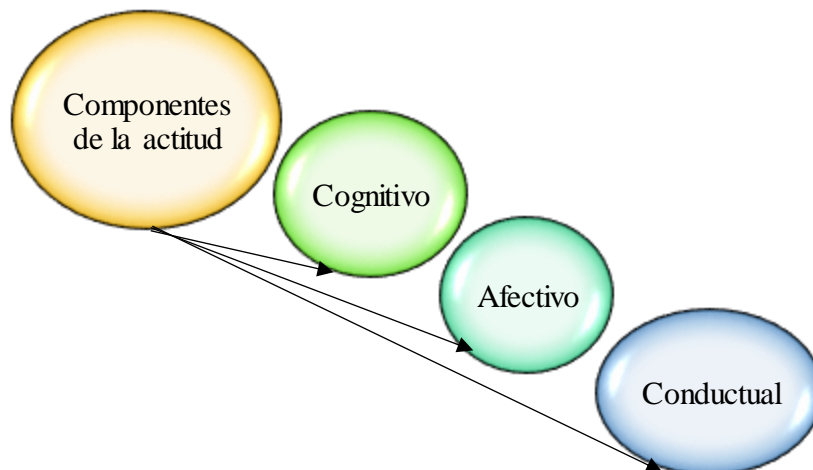 Componentes
de la actitud
Cognitivo
Afectivo
Conductual